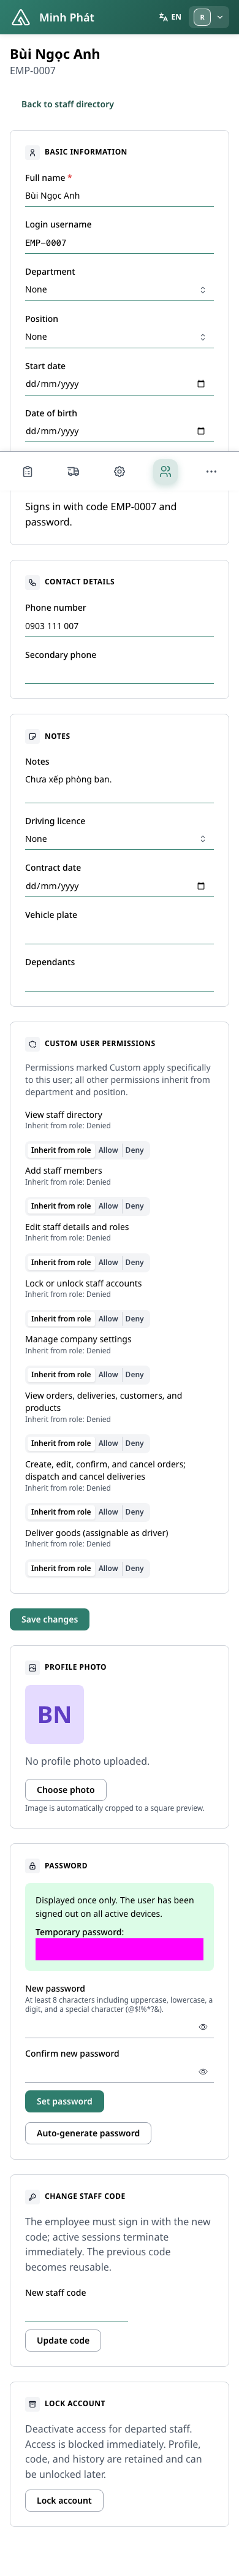 Minh Phát
EN
R
Bùi Ngọc Anh
EMP-0007
Back to staff directory
BASIC INFORMATION
Full name *
Bùi Ngọc Anh
Login username
EMP-0007
Department
None
Position
None
Start date
dd/mm/yyyy
Date of birth
dd/mm/yyyy
Signs in with code EMP-0007 and
password.
CONTACT DETAILS
Phone number
0903 111 007
Secondary phone
NOTES
Notes
Chưa xếp phòng ban.
Driving licence
None
Contract date
dd/mm/yyyy
Vehicle plate
Dependants
CUSTOM USER PERMISSIONS
Permissions marked Custom apply specifically
to this user; all other permissions inherit from
department and position.
View staff directory
Inherit from role: Denied
Inherit from role Allow Deny
Add staff members
Inherit from role: Denied
Inherit from role Allow Deny
Edit staff details and roles
Inherit from role: Denied
Inherit from role Allow Deny
Lock or unlock staff accounts
Inherit from role: Denied
Inherit from role Allow Deny
Manage company settings
Inherit from role: Denied
Inherit from role Allow Deny
View orders, deliveries, customers, and
products
Inherit from role: Denied
Inherit from role Allow Deny
Create, edit, confirm, and cancel orders;
dispatch and cancel deliveries
Inherit from role: Denied
Inherit from role Allow Deny
Deliver goods (assignable as driver)
Inherit from role: Denied
Inherit from role Allow Deny
Save changes
PROFILE PHOTO
BN
No profile photo uploaded.
Choose photo
Image is automatically cropped to a square preview.
PASSWORD
Displayed once only. The user has been
signed out on all active devices.
Temporary password:
New password
At least 8 characters including uppercase, lowercase, a
digit, and a special character (@$!%*?&).
Confirm new password
Set password
Auto-generate password
CHANGE STAFF CODE
The employee must sign in with the new
code; active sessions terminate
immediately. The previous code
becomes reusable.
New staff code
Update code
LOCK ACCOUNT
Deactivate access for departed staff.
Access is blocked immediately. Profile,
code, and history are retained and can
be unlocked later.
Lock account